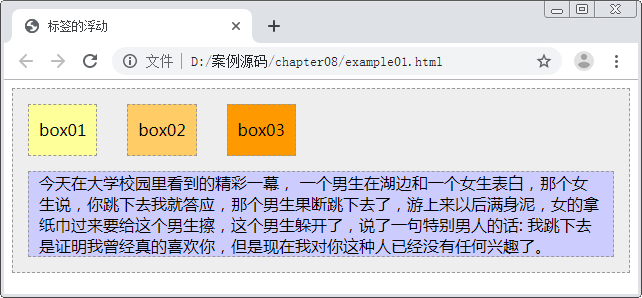 标签的浮动
文件 | D:/案例源码/chapter08/example01.html
box01 box02 box03
今天在大学校园里看到的精彩一幕， 一个男生在湖边和一个女生表白，那个女
生说，你跳下去我就答应，那个男生果断跳下去了，游上来以后满身泥，女的拿
纸巾过来要给这个男生擦，这个男生躲开了，说了一句特别男人的话: 我跳下去
是证明我曾经真的喜欢你，但是现在我对你这种人已经没有任何兴趣了。